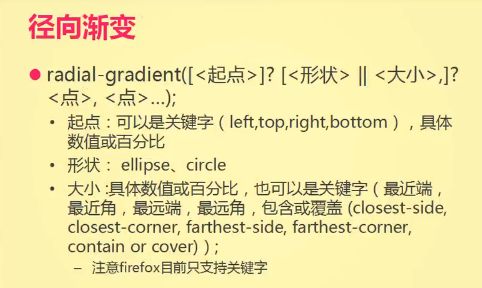 径向渐变
radial-gradient([<起点>]? [<形状> || <大小>,]?
<点>, <点>…);
起点：可以是关键字（left,top,right,bottom），具体
数值或百分比
形状： ellipse、circle
大小 :具体数值或百分比，也可以是关键字（最近端，
最近角，最远端，最远角，包含或覆盖 (closest-side,
closest-corner, farthest-side, farthest-corner,
contain or cover)）;
– 注意firefox目前只支持关键字